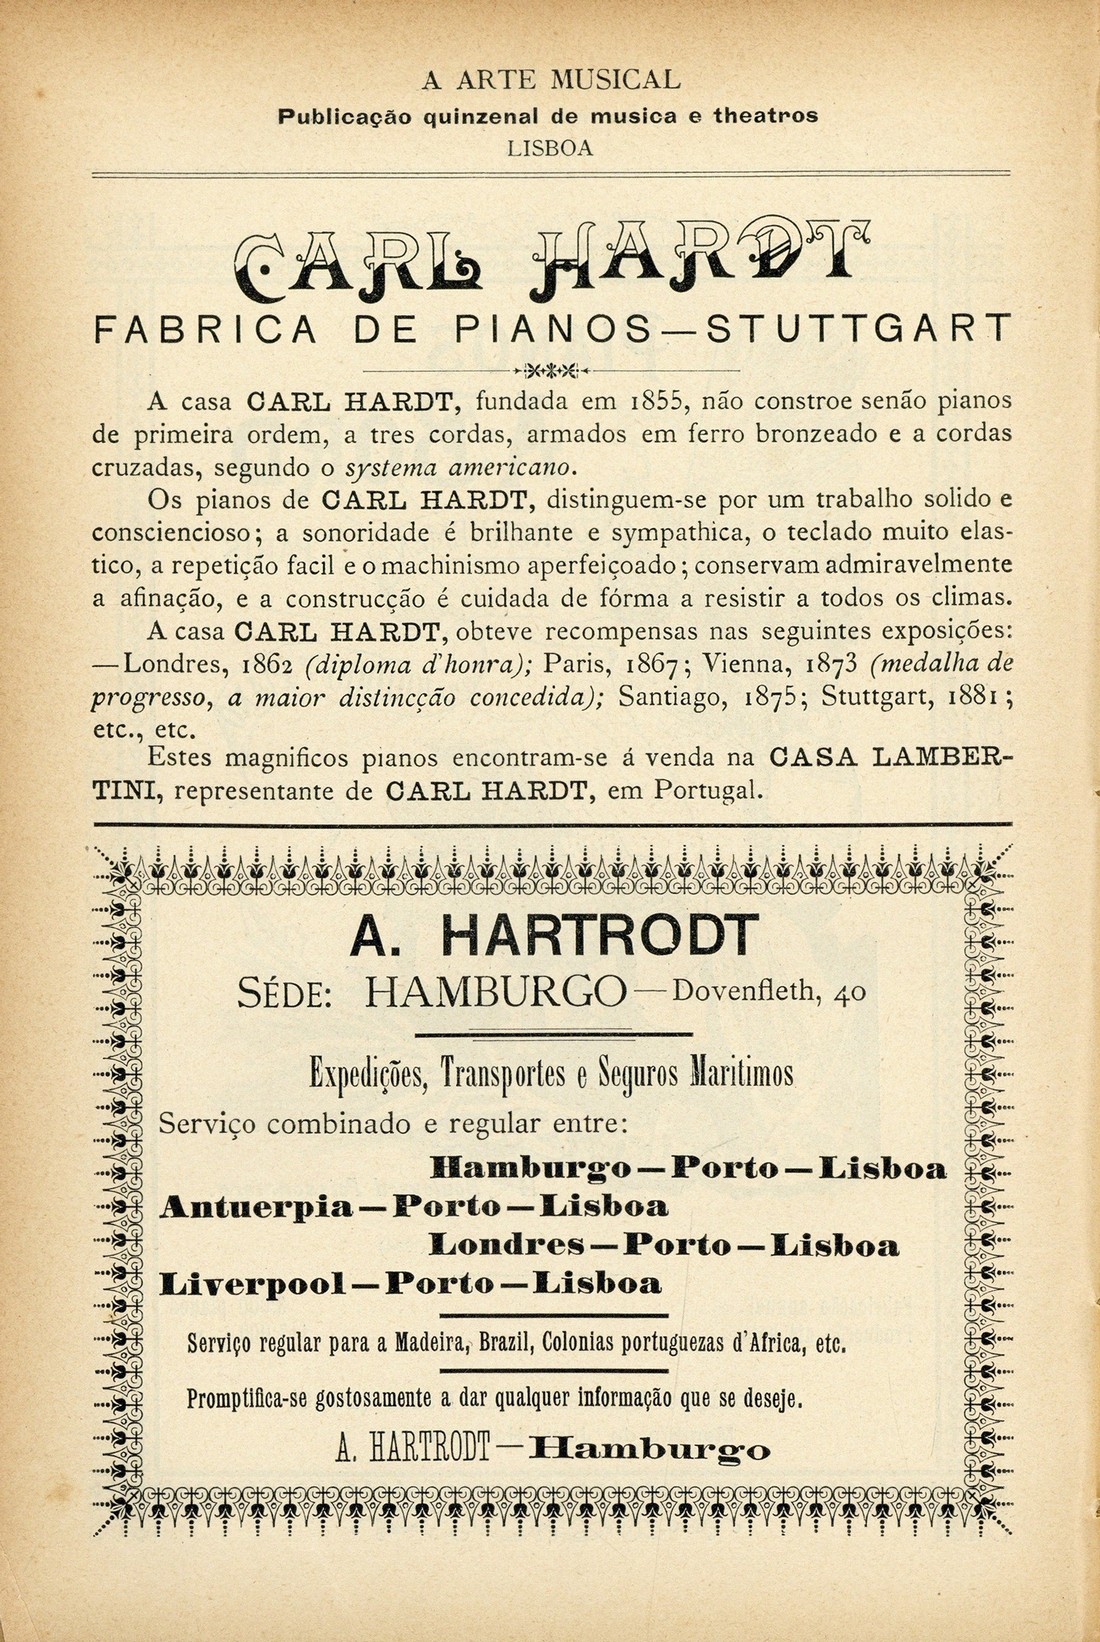 A ARTE MUSICAL
Publicação quinzenal de musica e theatros
LISBOA
CARL HARDT
FABRICA DE PIANOS—STUTTGART
A casa CARL HARDT, fundada em 1855, não constroe senão pianos
de primeira ordem, a tres cordas, armados em ferro bronzeado e a cordas
cruzadas, segundo o systema americano.
Os pianos de CARL HARDT, distinguem-se por um trabalho solido e
consciencioso; a sonoridade é brilhante e sympathica, o teclado muito elas-
tico, a repetição facil e o machinismo aperfeiçoado; conservam admiravelmente
a afinação, e a construcção é cuidada de fórma a resistir a todos os climas.
A casa CARL HARDT, obteve recompensas nas seguintes exposições:
—Londres, 1862 (diploma d'honra); Paris, 1867; Vienna, 1873 (medalha de
progresso, a maior distincção concedida); Santiago, 1875; Stuttgart, 1881;
etc., etc.
Estes magnificos pianos encontram-se á venda na CASA LAMBER-
TINI, representante de CARL HARDT, em Portugal.
A. HARTRODT
SÉDE: HAMBURGO—Dovenfleth, 40
Expedições, Transportes e Seguros Maritimos
Serviço combinado e regular entre:
Hamburgo—Porto—Lisboa
Antuerpia—Porto—Lisboa
Londres—Porto—Lisboa
Liverpool—Porto—Lisboa
Serviço regular para a Madeira, Brazil, Colonias portuguezas d'Africa, etc.
Promptifica-se gostosamente a dar qualquer informação que se deseje.
A. HARTRODT—Hamburgo